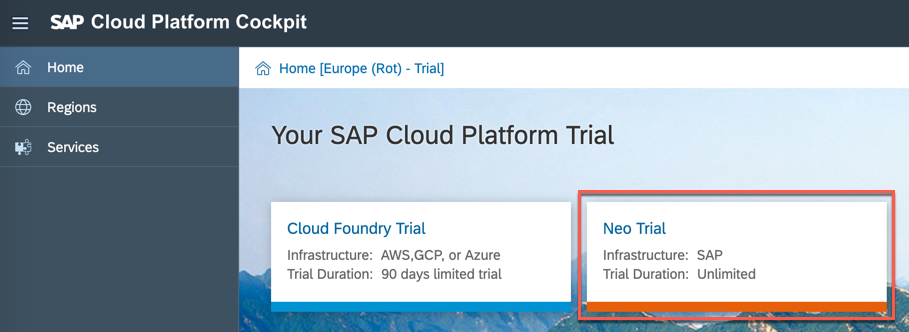 SAP Cloud Platform Cockpit
Home
Regions
Services
Home [Europe (Rot) - Trial]
Your SAP Cloud Platform Trial
Cloud Foundry Trial
Infrastructure: AWS,GCP, or Azure
Trial Duration: 90 days limited trial
Neo Trial
Infrastructure: SAP
Trial Duration: Unlimited